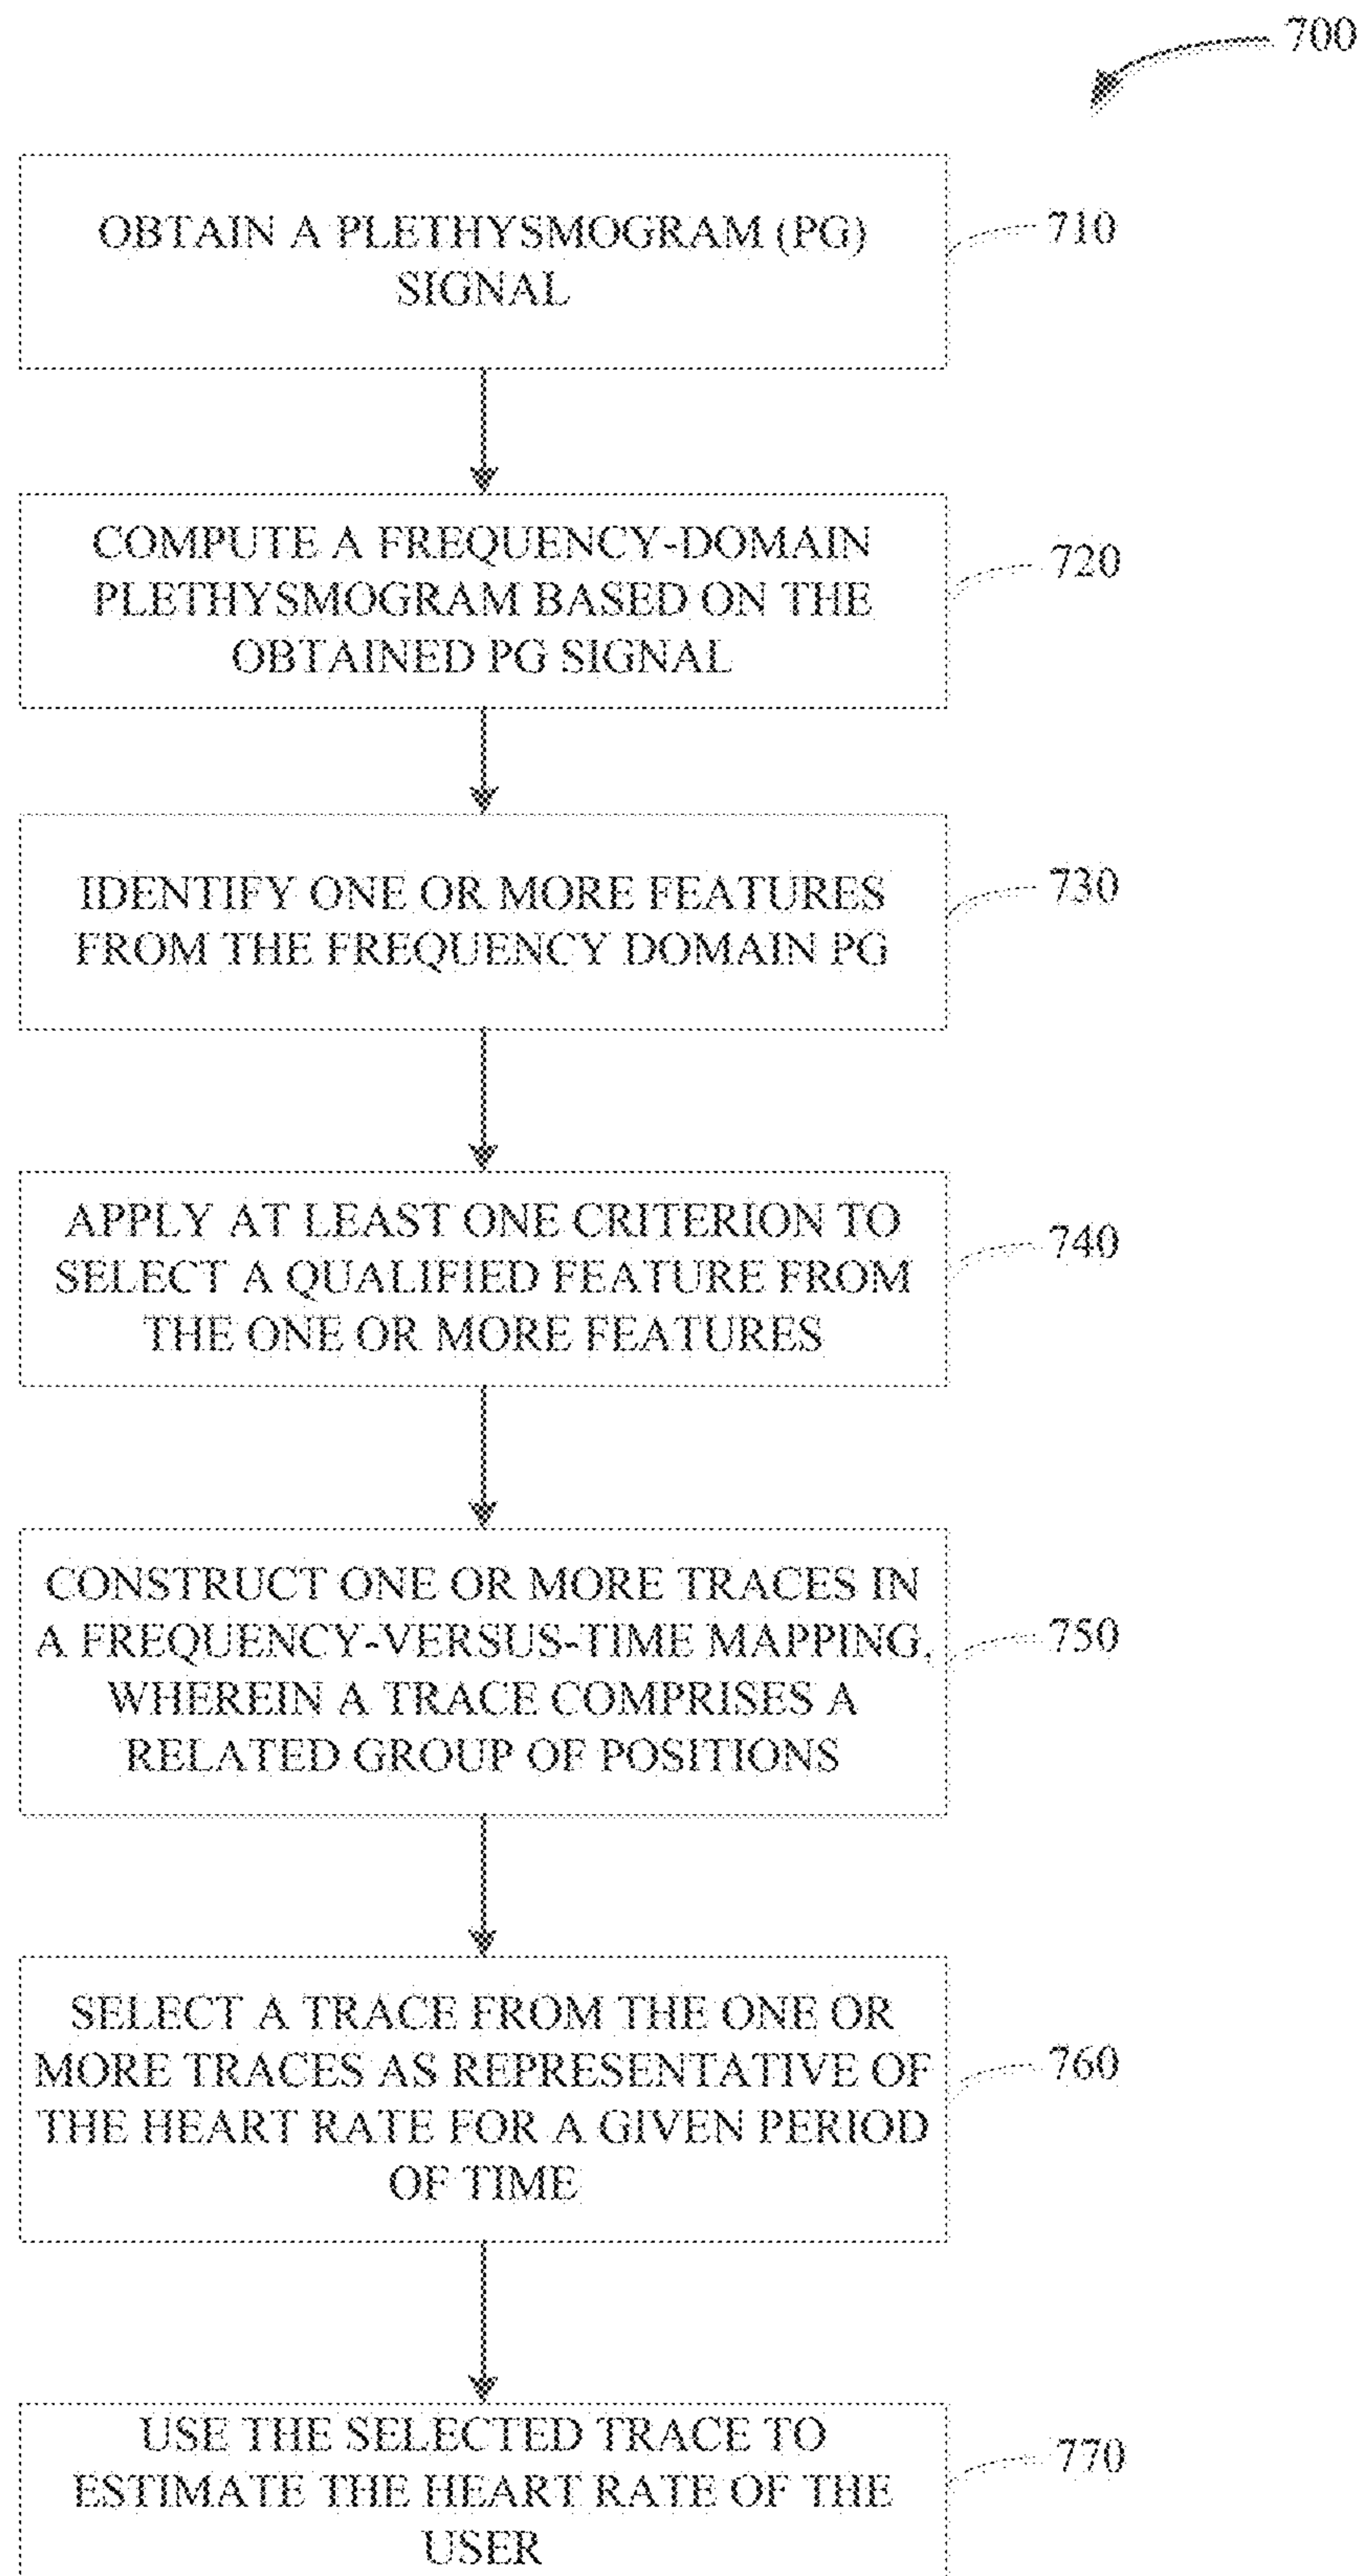 700
OBTAIN A PLETHYSMOGRAM (PG)
SIGNAL
710
COMPUTE A FREQUENCY-DOMAIN
PLETHYSMOGRAM BASED ON THE
OBTAINED PG SIGNAL
720
IDENTIFY ONE OR MORE FEATURES
FROM THE FREQUENCY DOMAIN PG
730
APPLY AT LEAST ONE CRITERION TO
SELECT A QUALIFIED FEATURE FROM
THE ONE OR MORE FEATURES
740
CONSTRUCT ONE OR MORE TRACES IN
A FREQUENCY-VERSUS-TIME MAPPING,
WHEREIN A TRACE COMPRISES A
RELATED GROUP OF POSITIONS
750
SELECT A TRACE FROM THE ONE OR
MORE TRACES AS REPRESENTATIVE OF
THE HEART RATE FOR A GIVEN PERIOD
OF TIME
760
USE THE SELECTED TRACE TO
ESTIMATE THE HEART RATE OF THE
USER
770